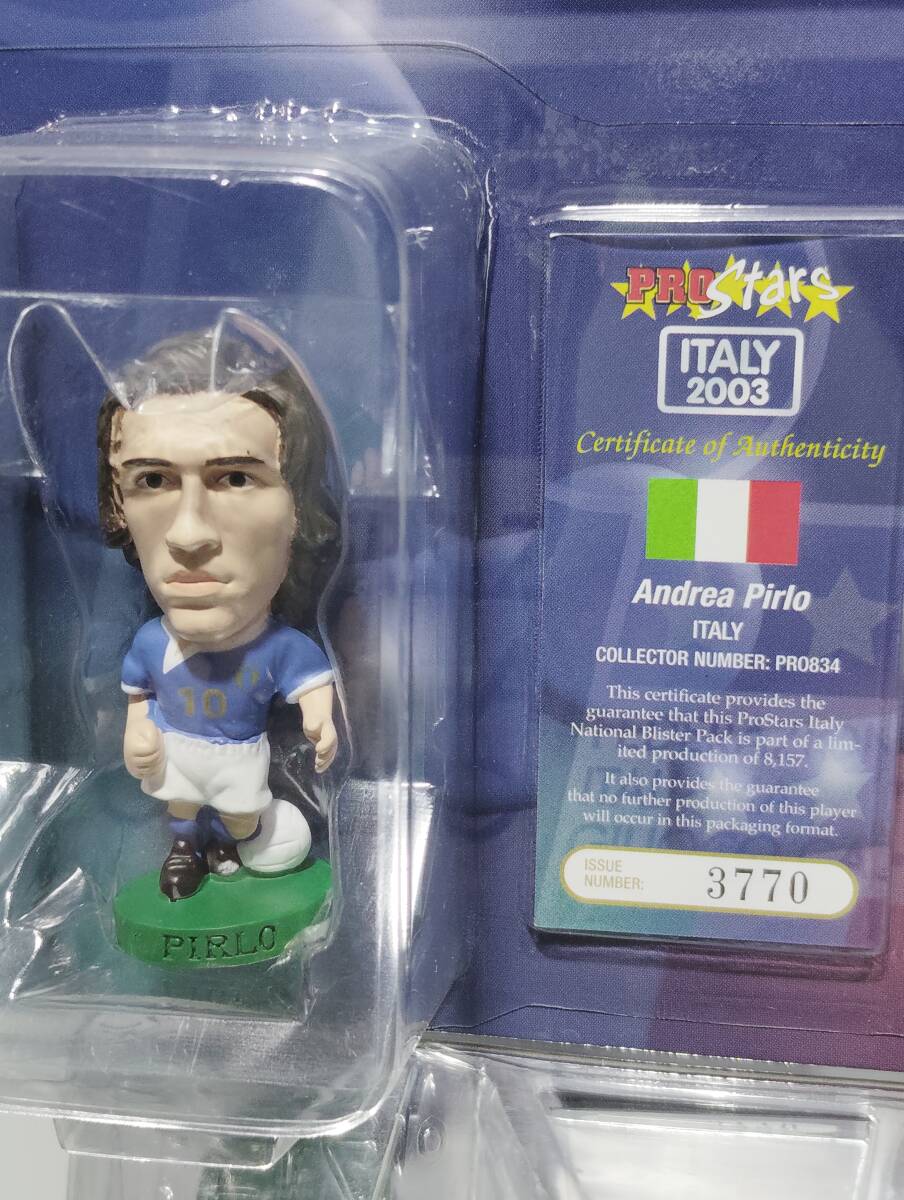 PROStars
ITALY
2003
Certificate of Authenticity
Andrea Pirlo
ITALY
COLLECTOR NUMBER: PRO834
This certificate provides the
guarantee that this ProStars Italy
National Blister Pack is part of a lim-
ited production of 8,157.
It also provides the guarantee
that no further production of this player
will occur in this packaging format.
ISSUE
NUMBER:
3770
10
PIRLO